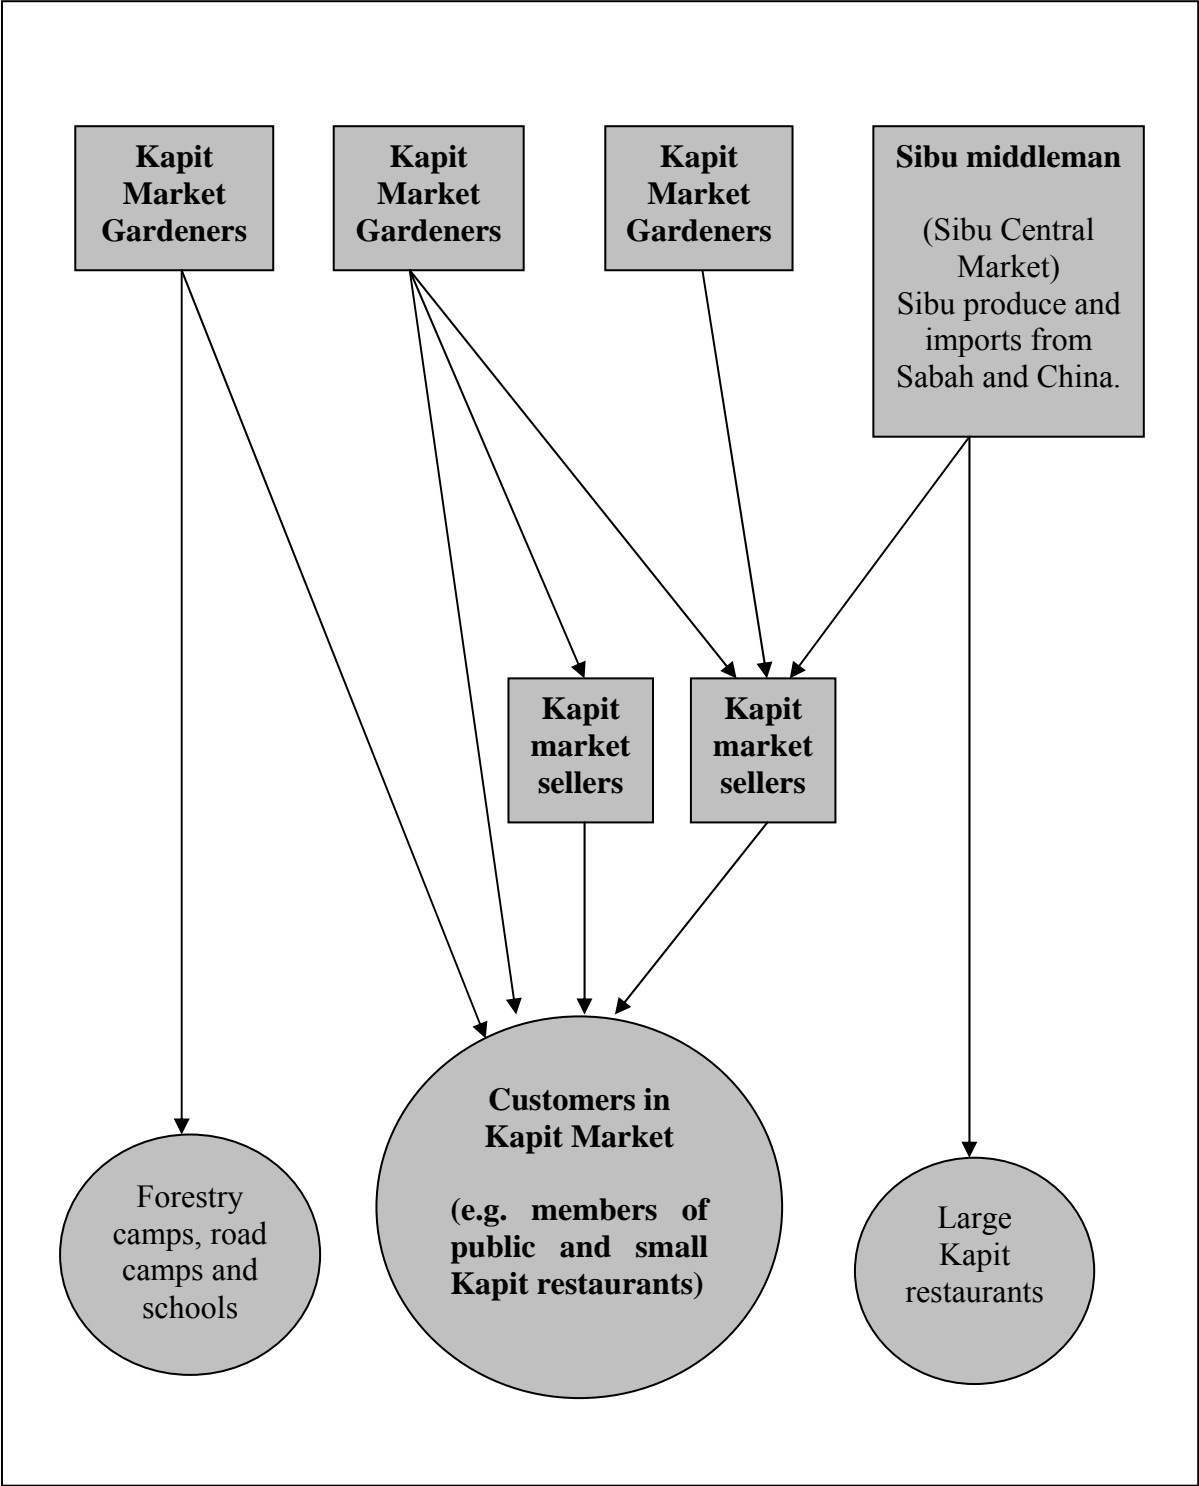 Kapit
Market
Gardeners
Kapit
Market
Gardeners
Kapit
Market
Gardeners
Sibu middleman
(Sibu Central
Market)
Sibu produce and
imports from
Sabah and China.
Kapit
market
sellers
Kapit
market
sellers
Forestry
camps, road
camps and
schools
Customers in
Kapit Market
(e.g. members of
public and small
Kapit restaurants)
Large
Kapit
restaurants